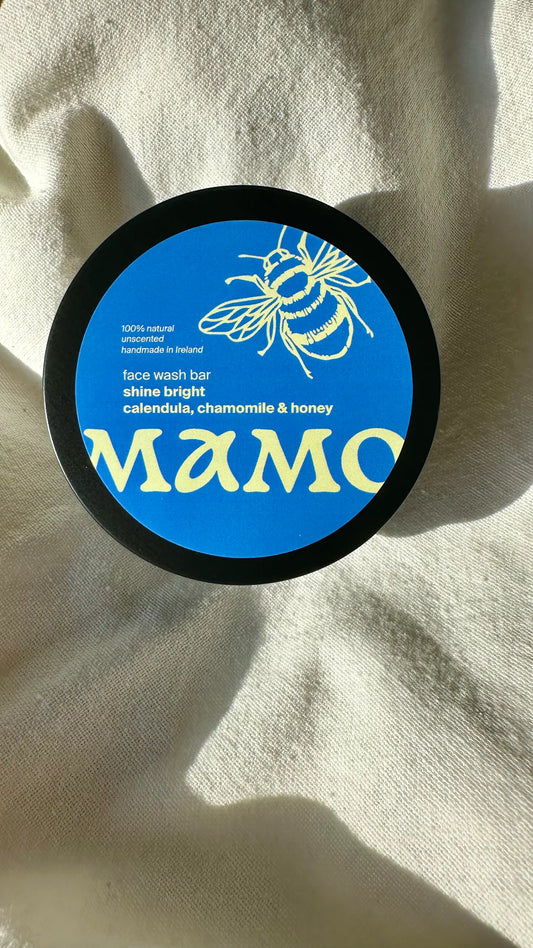 100% natural
unscented
handmade in Ireland
face wash bar
shine bright
calendula, chamomile & honey
MAMO